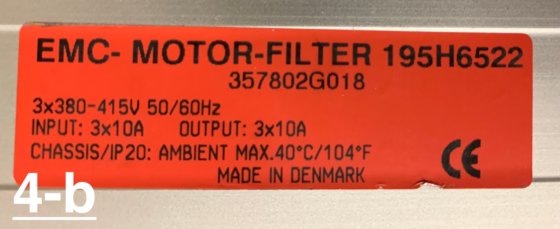 EMC- MOTOR-FILTER 195H6522
357802G018
3x380-415V 50/60Hz
INPUT: 3x10A OUTPUT: 3x10A
CHASSIS/IP20: AMBIENT MAX.40°C/104°F
MADE IN DENMARK
CE
4-b